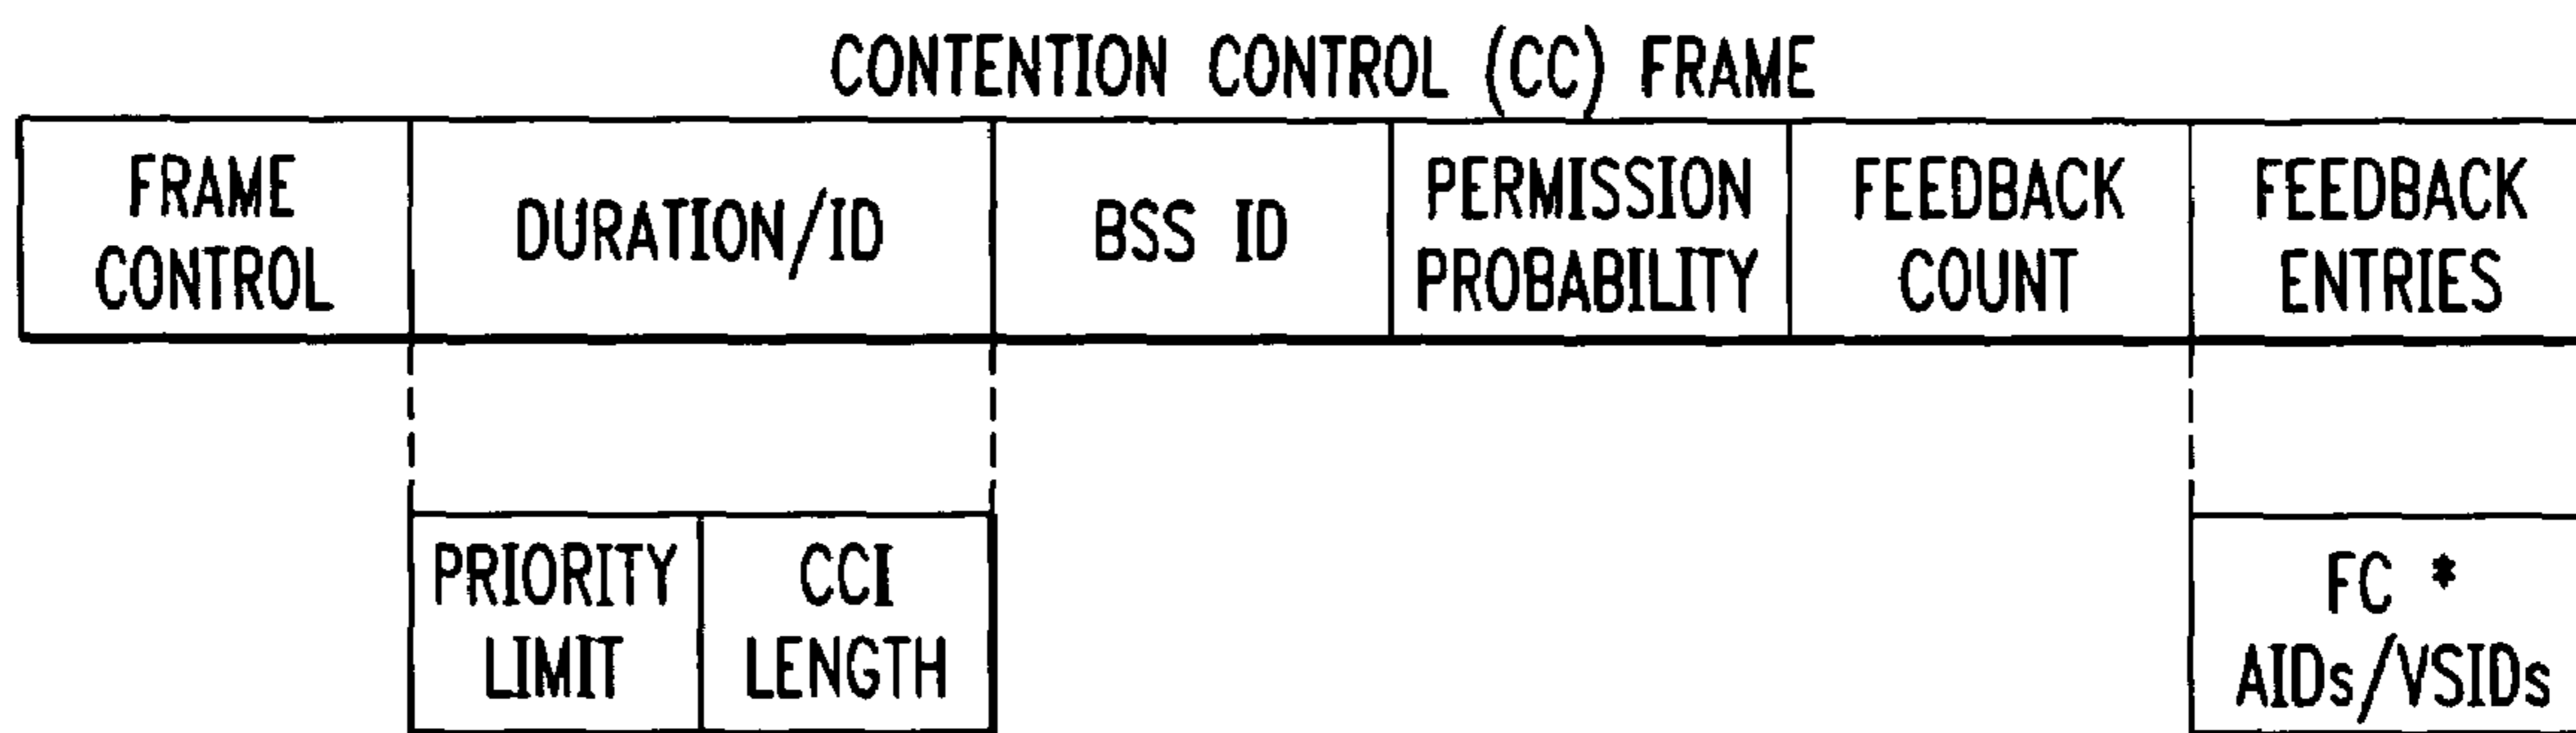 CONTENTION CONTROL (CC) FRAME
FRAME
CONTROL
DURATION/ID
BSS ID
PERMISSION
PROBABILITY
FEEDBACK
COUNT
FEEDBACK
ENTRIES
PRIORITY
LIMIT
CCI
LENGTH
FC *
AIDs/VSIDs